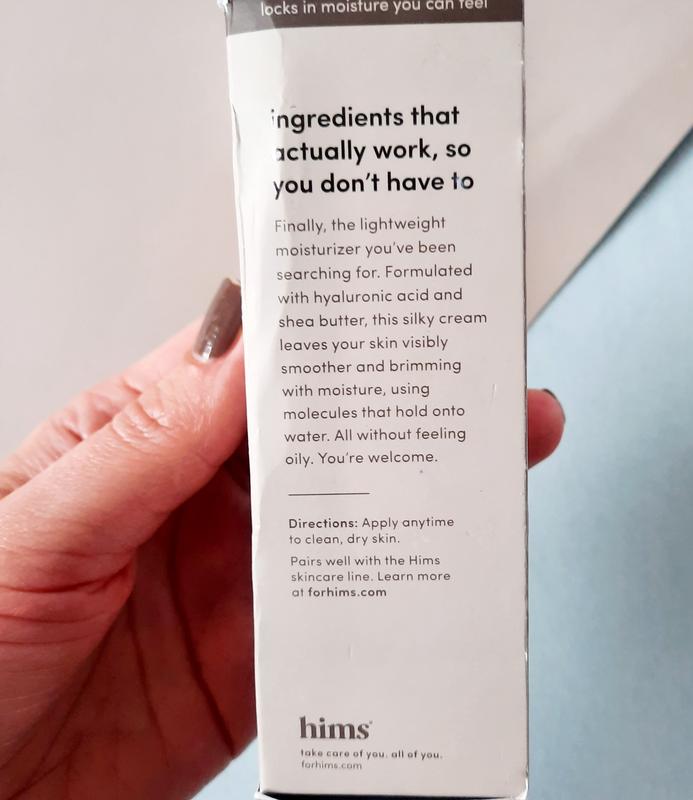 locks in moisture you can feel
ingredients that
actually work, so
you don't have to
Finally, the lightweight
moisturizer you've been
searching for. Formulated
with hyaluronic acid and
shea butter, this silky cream
leaves your skin visibly
smoother and brimming
with moisture, using
molecules that hold onto
water. All without feeling
oily. You're welcome.
Directions: Apply anytime
to clean, dry skin.
Pairs well with the Hims
skincare line. Learn more
at forhims.com
hims
take care of you. all of you.
forhims.com